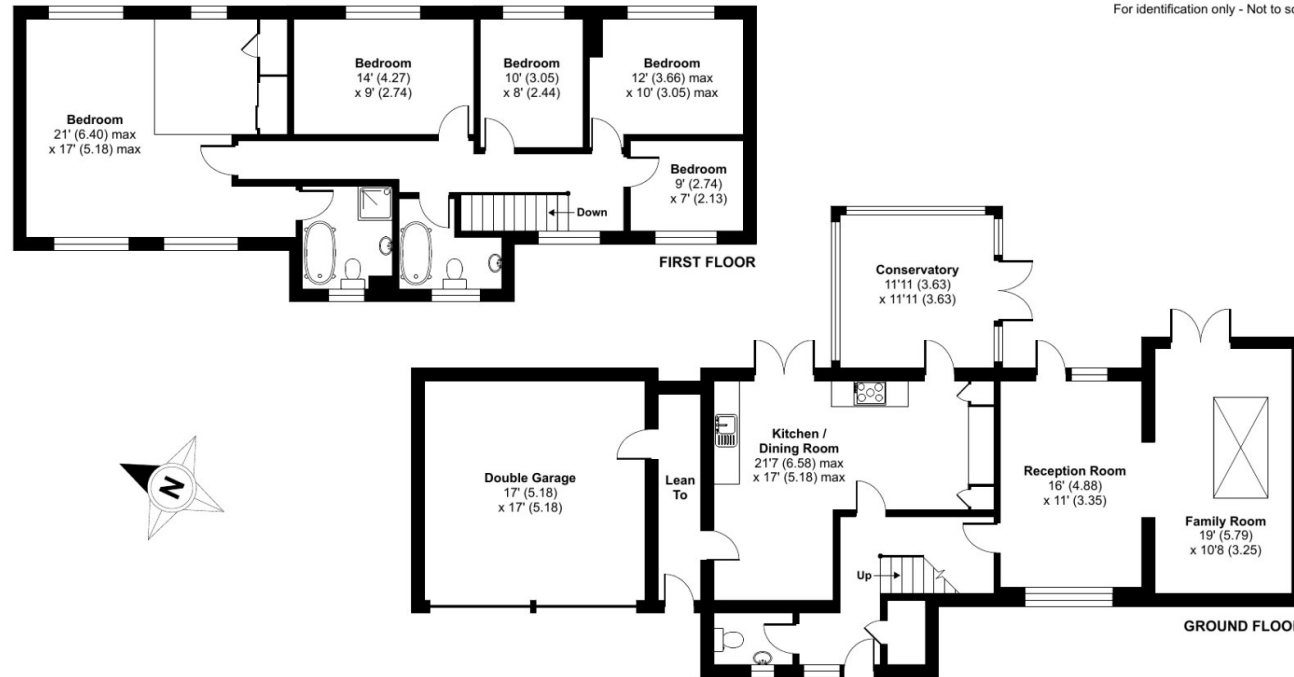 For identification only - Not to sc
Bedroom
21' (6.40) max
x 17' (5.18) max
Bedroom
14' (4.27)
x 9' (2.74)
Bedroom
10' (3.05)
x 8' (2.44)
Bedroom
12' (3.66) max
x 10' (3.05) max
Bedroom
9' (2.74)
x 7' (2.13)
Down
FIRST FLOOR
Conservatory
11'11 (3.63)
x 11'11 (3.63)
N
Double Garage
17' (5.18)
x 17' (5.18)
Lean
To
Kitchen /
Dining Room
21'7 (6.58) max
x 17' (5.18) max
Reception Room
16' (4.88)
x 11' (3.35)
Family Room
19' (5.79)
x 10'8 (3.25)
Up
GROUND FLOOR